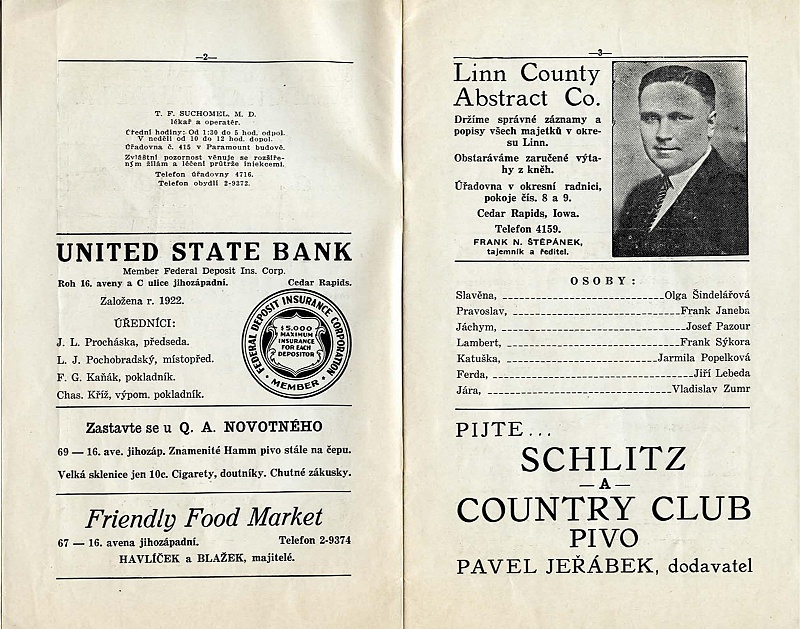 —2—
T. F. SUCHOMEL, M. D.
lékař a operatér.
Úřední hodiny: Od 1:30 do 5 hod. odpol.
V neděli od 10 do 12 hod. dopol.
Úřadovna č. 415 v Paramount budově.
Zvláštní pozornost věnuje se rozšíře-
ným žilám a léčení průtrže injekcemi.
Telefon úřadovny 4716.
Telefon obydlí 2-9372.
UNITED STATE BANK
Member Federal Deposit Ins. Corp.
Roh 16. aveny a C ulice jihozápadní. Cedar Rapids.
Založena r. 1922.
ÚŘEDNÍCI:
J. L. Procháska, předseda.
L. J. Pochobradský, místopřed.
F. G. Kaňák, pokladník.
Chas. Kříž, výpom. pokladník.
FEDERAL DEPOSIT INSURANCE CORPORATION
$5,000
MAXIMUM
INSURANCE
FOR EACH
DEPOSITOR
• MEMBER •
Zastavte se u Q. A. NOVOTNÉHO
69 — 16. ave. jihozáp. Znamenité Hamm pivo stále na čepu.
Velká sklenice jen 10c. Cigarety, doutníky. Chutné zákusky.
Friendly Food Market
67 — 16. avena jihozápadní. Telefon 2-9374
HAVLÍČEK a BLAŽEK, majitelé.
—3—
Linn County
Abstract Co.
Držíme správné záznamy a
popisy všech majetků v okre-
su Linn.
Obstaráváme zaručené výta-
hy z kněh.
Úřadovna v okresní radnici,
pokoje čís. 8 a 9.
Cedar Rapids, Iowa.
Telefon 4159.
FRANK N. ŠTĚPÁNEK,
tajemník a ředitel.
OSOBY:
Slavěna, Olga Šindelářová
Pravoslav, Frank Janeba
Jáchym, Josef Pazour
Lambert, Frank Sýkora
Katuška, Jarmila Popelková
Ferda, Jiří Lebeda
Jára, Vladislav Zumr
PIJTE...
SCHLITZ
—A—
COUNTRY CLUB
PIVO
PAVEL JEŘÁBEK, dodavatel